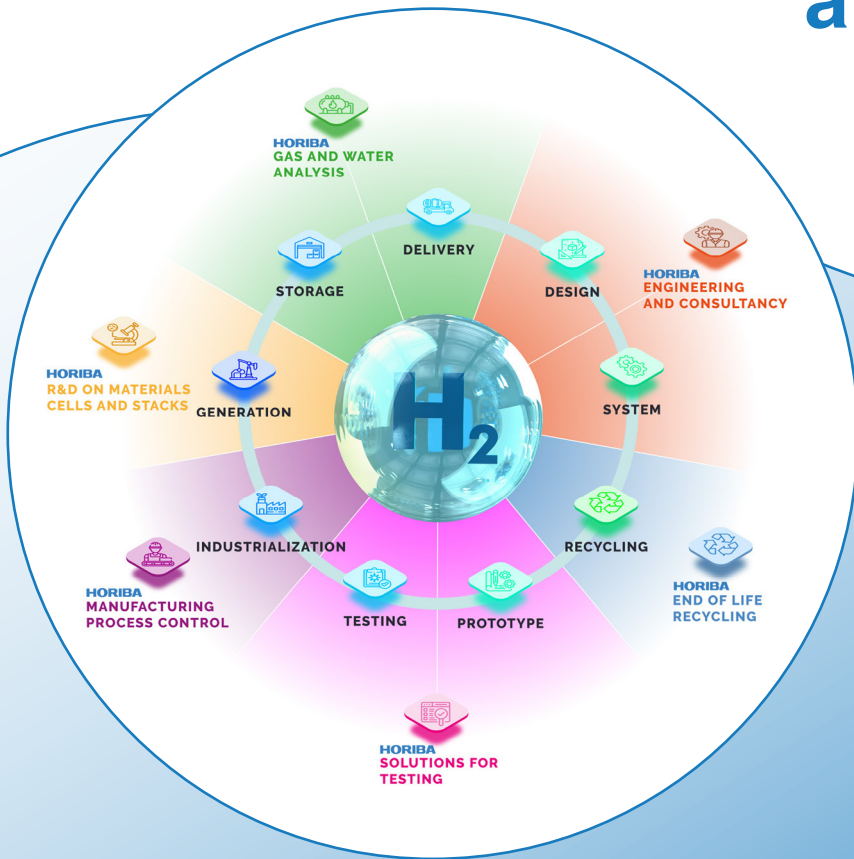 a
HORIBA
GAS AND WATER
ANALYSIS
DELIVERY
STORAGE
DESIGN
HORIBA
ENGINEERING
AND CONSULTANCY
HORIBA
R&D ON MATERIALS
CELLS AND STACKS
GENERATION
H2
SYSTEM
INDUSTRIALIZATION
RECYCLING
HORIBA
MANUFACTURING
PROCESS CONTROL
HORIBA
END OF LIFE
RECYCLING
TESTING
PROTOTYPE
HORIBA
SOLUTIONS FOR
TESTING